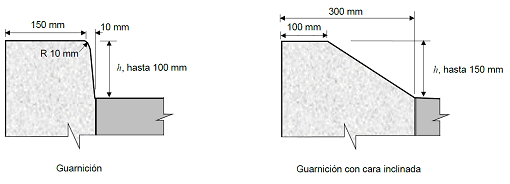 150 mm
10 mm
R 10 mm
h, hasta 100 mm
Guarnición
300 mm
100 mm
h, hasta 150 mm
Guarnición con cara inclinada